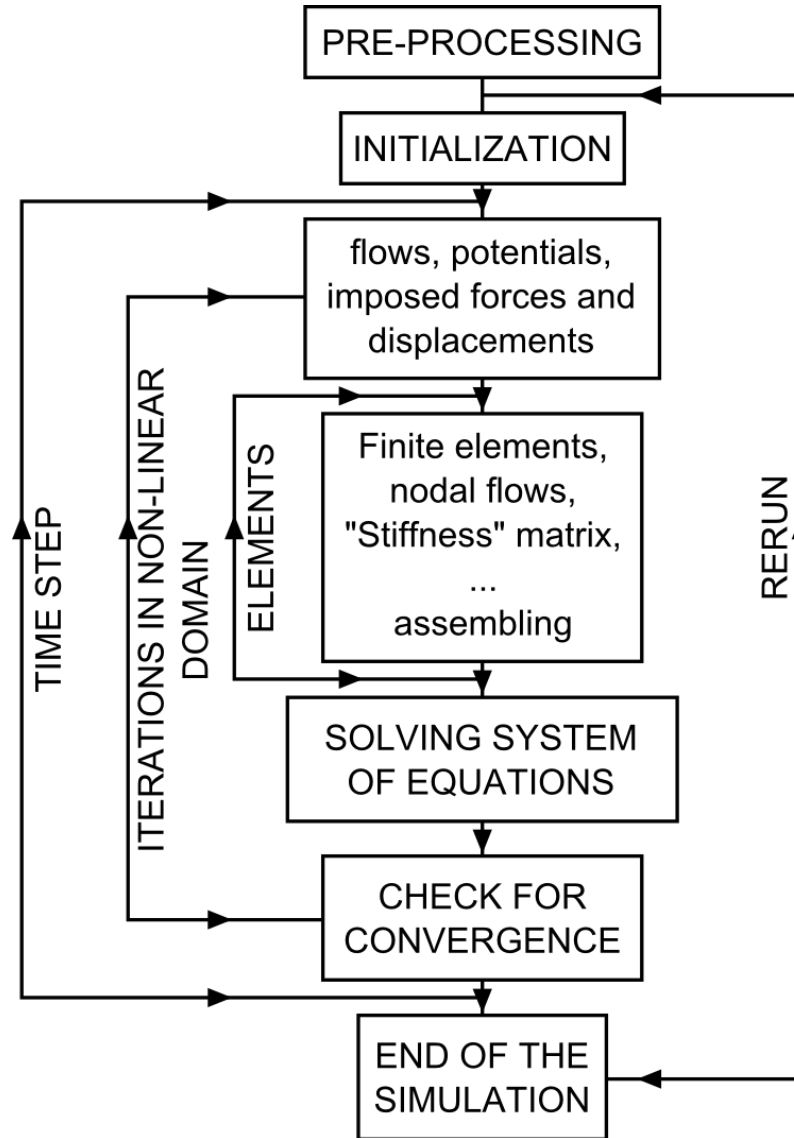 PRE-PROCESSING
INITIALIZATION
flows, potentials,
imposed forces and
displacements
Finite elements,
nodal flows,
"Stiffness" matrix,
...
assembling
SOLVING SYSTEM
OF EQUATIONS
CHECK FOR
CONVERGENCE
END OF THE
SIMULATION
TIME STEP
ITERATIONS IN NON-LINEAR
DOMAIN
ELEMENTS
RERUN